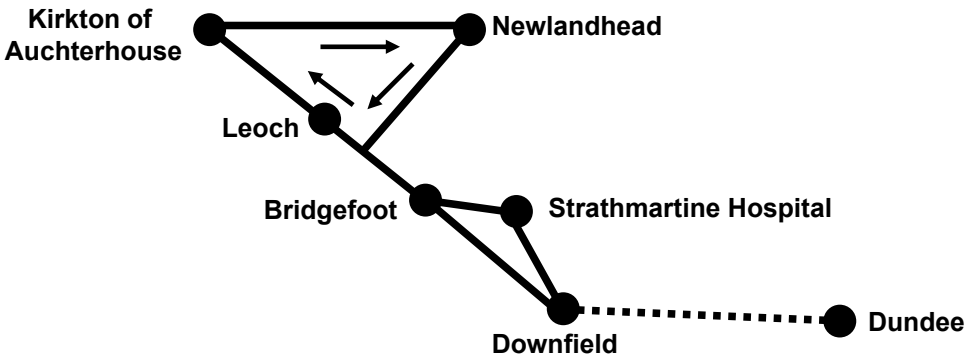 Kirkton of
Auchterhouse
Newlandhead
Leoch
Bridgefoot
Strathmartine Hospital
Dundee
Downfield